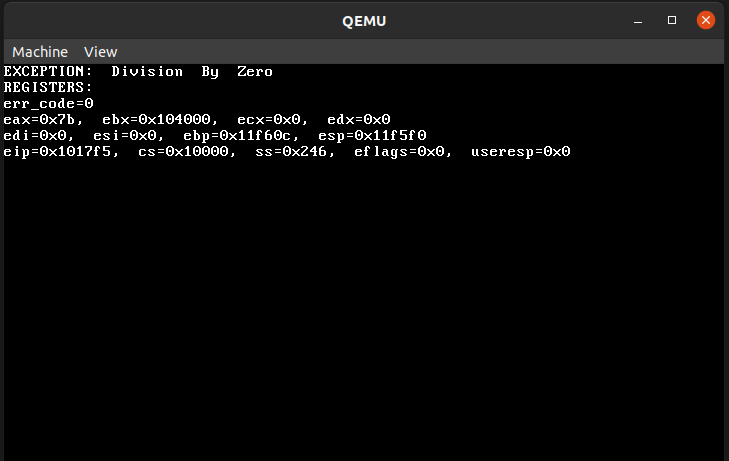 QEMU
Machine View
EXCEPTION: Division By Zero
REGISTERS:
err_code=0
eax=0x7b, ebx=0x104000, ecx=0x0, edx=0x0
edi=0x0, esi=0x0, ebp=0x11f60c, esp=0x11f5f0
eip=0x1017f5, cs=0x10000, ss=0x246, eflags=0x0, useresp=0x0